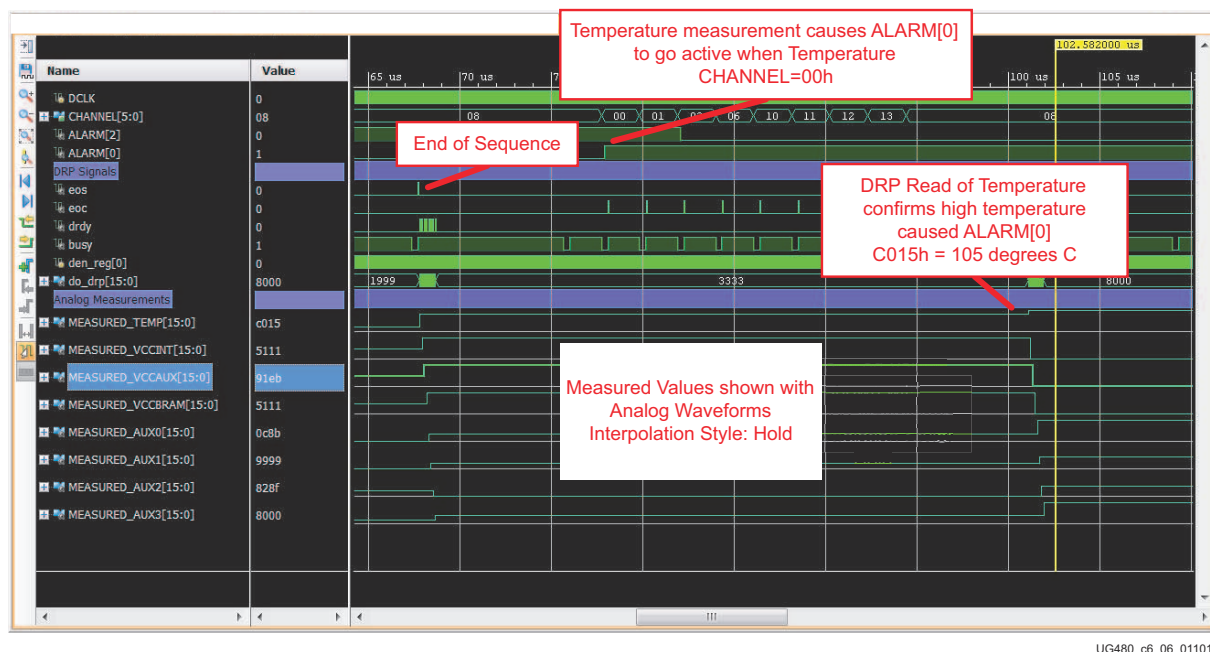 Temperature measurement causes ALARM[0]
to go active when Temperature
CHANNEL=00h
102.582000 us
Name Value
65 us 70 us 7 100 us 105 us
DCLK 0
CHANNEL[5:0] 08 08 00 01 06 10 11 12 13 08
ALARM[2] 0
ALARM[0] 1
End of Sequence
DRP Signals
eos 0
eoc 0
drdy 0
busy 1
den_reg[0] 0
do_drp[15:0] 8000 1999 3333 8000
DRP Read of Temperature
confirms high temperature
caused ALARM[0]
C015h = 105 degrees C
Analog Measurements
MEASURED_TEMP[15:0] c015
MEASURED_VCCINT[15:0] 5111
MEASURED_VCCAUX[15:0] 91eb
MEASURED_VCCBRAM[15:0] 5111
MEASURED_AUX0[15:0] 0c8b
MEASURED_AUX1[15:0] 9999
MEASURED_AUX2[15:0] 828f
MEASURED_AUX3[15:0] 8000
Measured Values shown with
Analog Waveforms
Interpolation Style: Hold
UG480_c6_06_01101